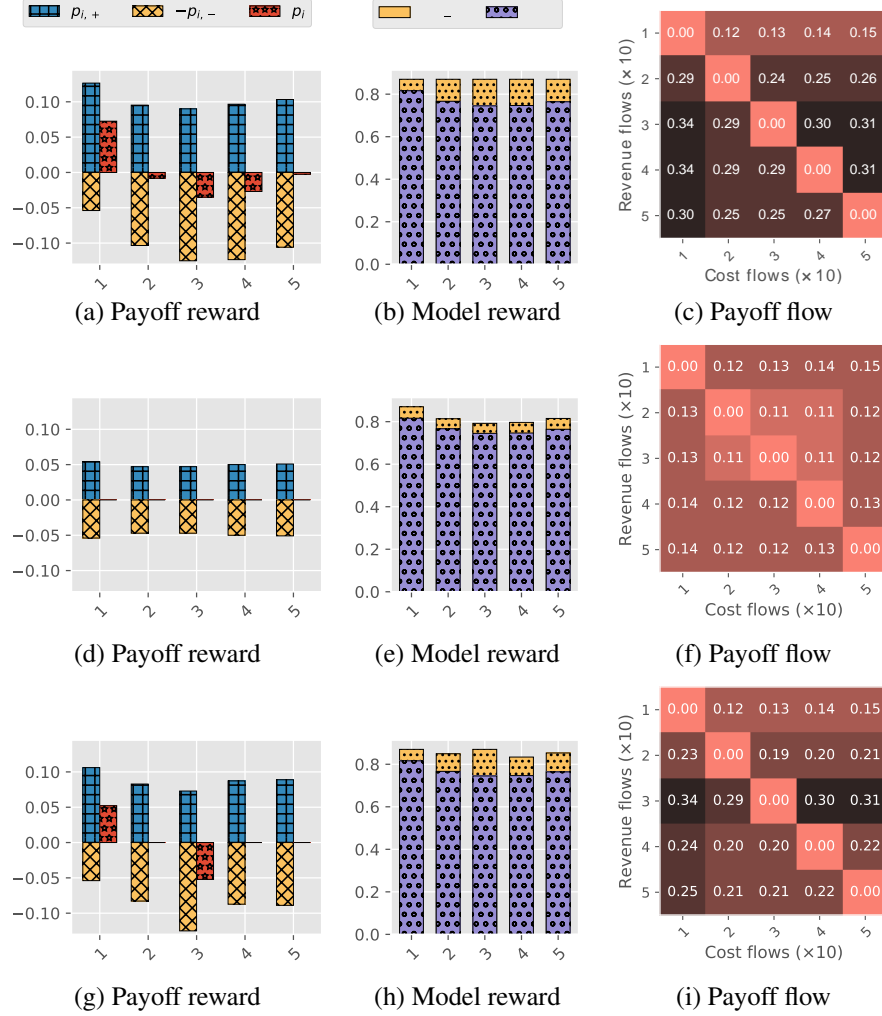 p_{i,+} −p_{i,−} p_i
−
0.10
0.05
0.00
−0.05
−0.10
1 2 3 4 5
(a) Payoff reward
0.8
0.6
0.4
0.2
0.0
1 2 3 4 5
(b) Model reward
Revenue flows (×10)
1 0.00 0.12 0.13 0.14 0.15
2 0.29 0.00 0.24 0.25 0.26
3 0.34 0.29 0.00 0.30 0.31
4 0.34 0.29 0.29 0.00 0.31
5 0.30 0.25 0.25 0.27 0.00
1 2 3 4 5
Cost flows (×10)
(c) Payoff flow
0.10
0.05
0.00
−0.05
−0.10
1 2 3 4 5
(d) Payoff reward
0.8
0.6
0.4
0.2
0.0
1 2 3 4 5
(e) Model reward
Revenue flows (×10)
1 0.00 0.12 0.13 0.14 0.15
2 0.13 0.00 0.11 0.11 0.12
3 0.13 0.11 0.00 0.11 0.12
4 0.14 0.12 0.12 0.00 0.13
5 0.14 0.12 0.12 0.13 0.00
1 2 3 4 5
Cost flows (×10)
(f) Payoff flow
0.10
0.05
0.00
−0.05
−0.10
1 2 3 4 5
(g) Payoff reward
0.8
0.6
0.4
0.2
0.0
1 2 3 4 5
(h) Model reward
Revenue flows (×10)
1 0.00 0.12 0.13 0.14 0.15
2 0.23 0.00 0.19 0.20 0.21
3 0.34 0.29 0.00 0.30 0.31
4 0.24 0.20 0.20 0.00 0.22
5 0.25 0.21 0.21 0.22 0.00
1 2 3 4 5
Cost flows (×10)
(i) Payoff flow